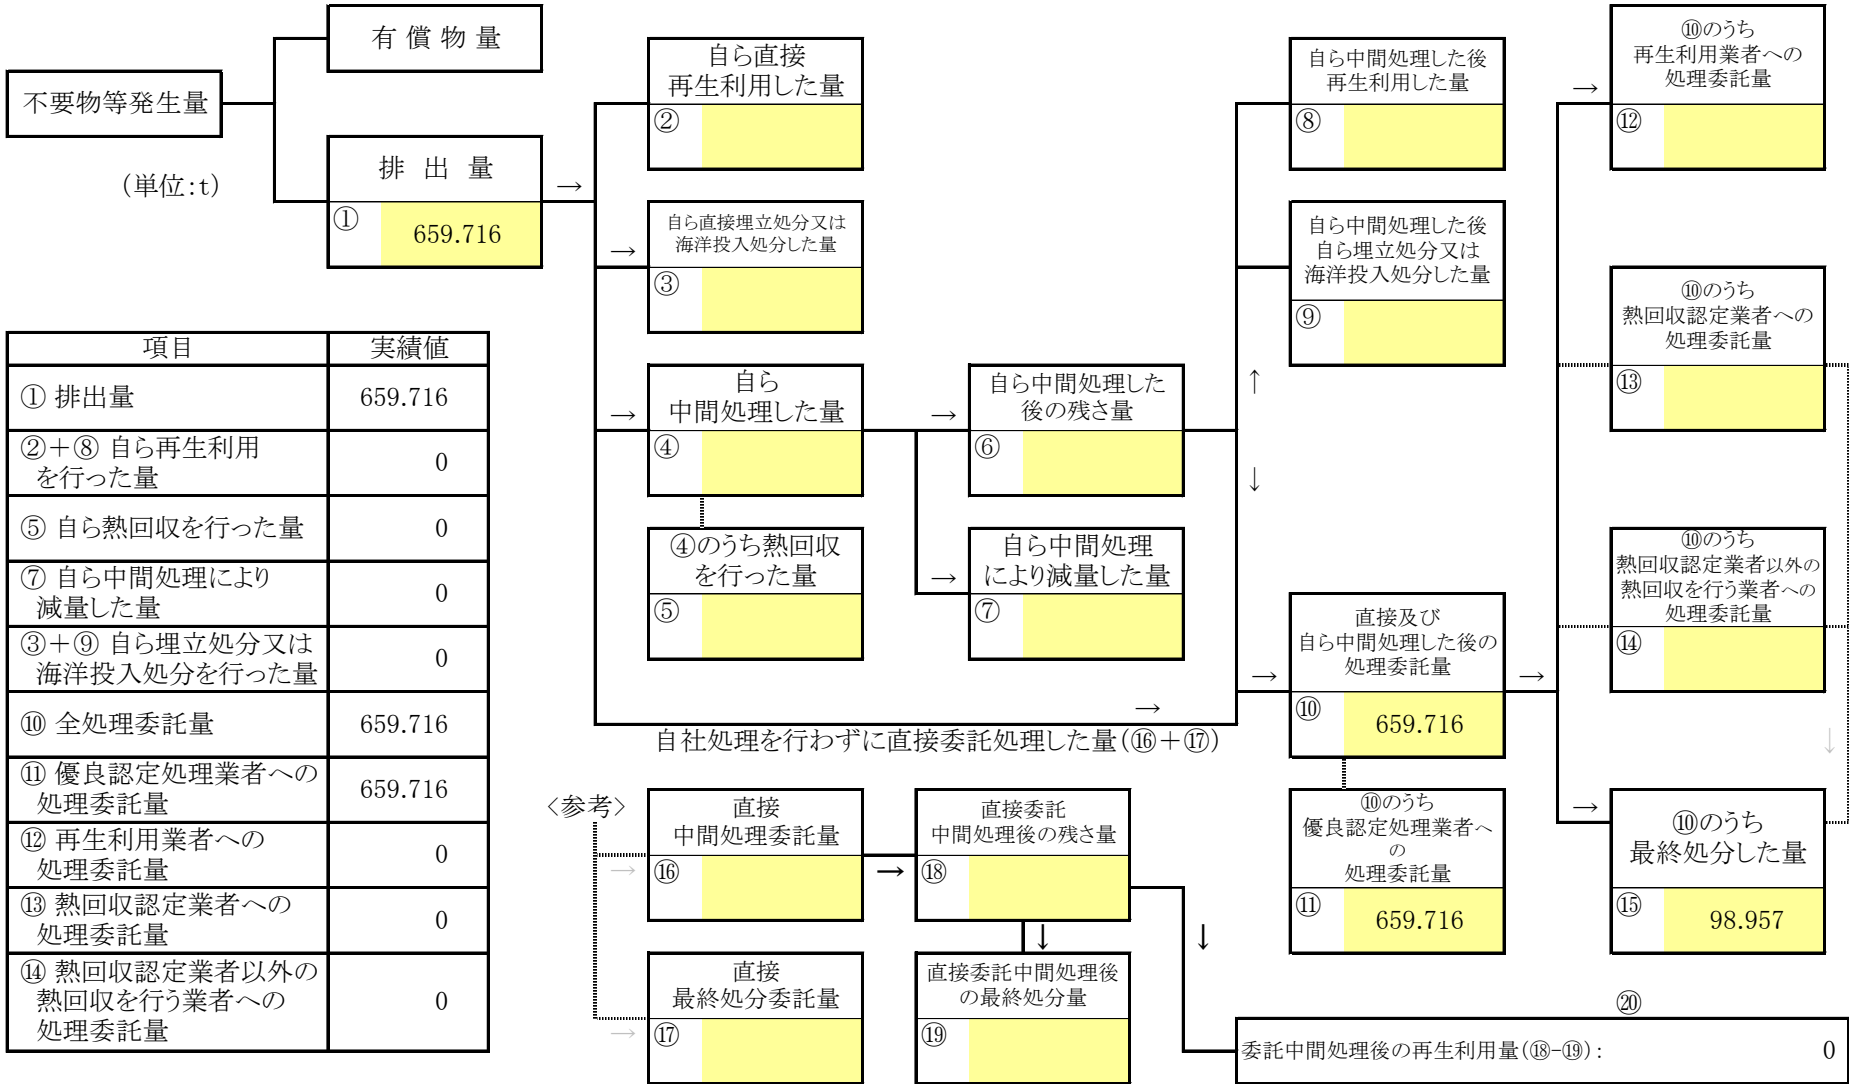 不要物等発生量
(単位:t)
有償物量
排出量
→
① 659.716
項目 実績値
① 排出量 659.716
②+⑧ 自ら再生利用
を行った量 0
⑤ 自ら熱回収を行った量 0
⑦ 自ら中間処理により
減量した量 0
③+⑨ 自ら埋立処分又は
海洋投入処分を行った量 0
⑩ 全処理委託量 659.716
⑪ 優良認定処理業者への
処理委託量 659.716
⑫ 再生利用業者への
処理委託量 0
⑬ 熱回収認定業者への
処理委託量 0
⑭ 熱回収認定業者以外の
熱回収を行う業者への
処理委託量 0
自ら直接
再生利用した量
②
→
自ら直接埋立処分又は
海洋投入処分した量
③
→
自ら
中間処理した量
④
④のうち熱回収
を行った量
⑤
→
自ら中間処理した
後の残さ量
⑥
→
自ら中間処理
により減量した量
⑦
→
自社処理を行わずに直接委託処理した量(⑯+⑰)
自ら中間処理した後
再生利用した量
⑧
自ら中間処理した後
自ら埋立処分又は
海洋投入処分した量
⑨
↑
↓
→
直接及び
自ら中間処理した後の
処理委託量
⑩ 659.716
⑩のうち
優良認定処理業者へ
の
処理委託量
⑪ 659.716
→
→
⑩のうち
再生利用業者への
処理委託量
⑫
⑩のうち
熱回収認定業者への
処理委託量
⑬
⑩のうち
熱回収認定業者以外の
熱回収を行う業者への
処理委託量
⑭
↓
→
⑩のうち
最終処分した量
⑮ 98.957
<参考>
→
直接
中間処理委託量
⑯
→
直接委託
中間処理後の残さ量
⑱
↓
↓
→
直接
最終処分委託量
⑰
直接委託中間処理後
の最終処分量
⑲
⑳
委託中間処理後の再生利用量(⑱-⑲): 0